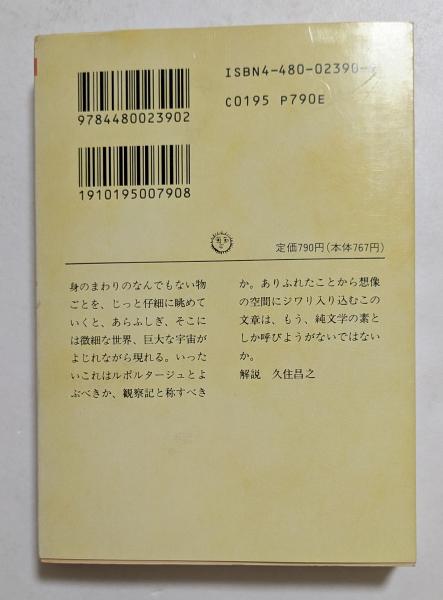 ISBN4-480-02390-
C0195 P790E
9784480023902
1910195007908
定価790円(本体767円)
身のまわりのなんでもない物
ごとを、じっと仔細に眺めて
いくと、あらふしぎ、そこに
は微細な世界、巨大な宇宙が
よじれながら現れる。いった
いこれはルポルタージュとよ
ぶべきか、観察記と称すべき
か。ありふれたことから想像
の空間にジワリ入り込むこの
文章は、もう、純文学の素と
しか呼びようがないではない
か。
解説 久住昌之